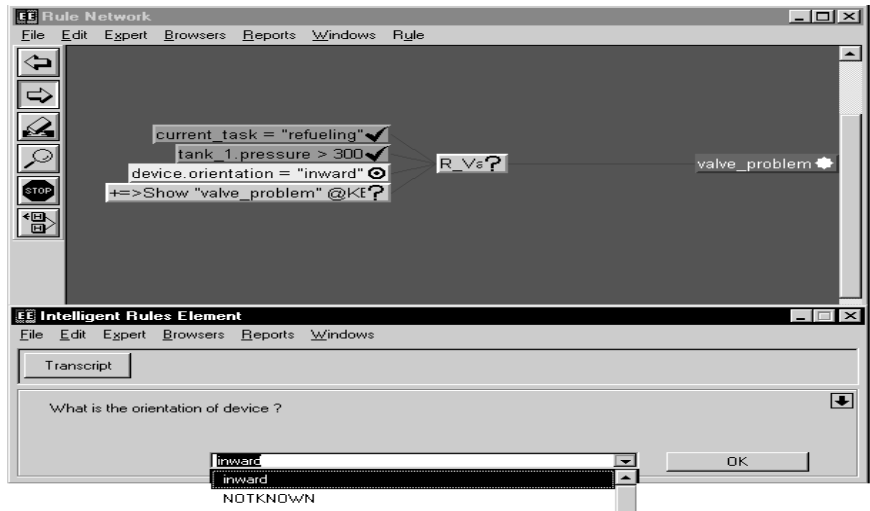 Rule Network
File Edit Expert Browsers Reports Windows Rule
current_task = "refueling"
tank_1.pressure > 300
device.orientation = "inward"
+=>Show "valve_problem" @KE
R_Va?
valve_problem
STOP
Intelligent Rules Element
File Edit Expert Browsers Reports Windows
Transcript
What is the orientation of device ?
inward
OK
inward
NOTKNOWN